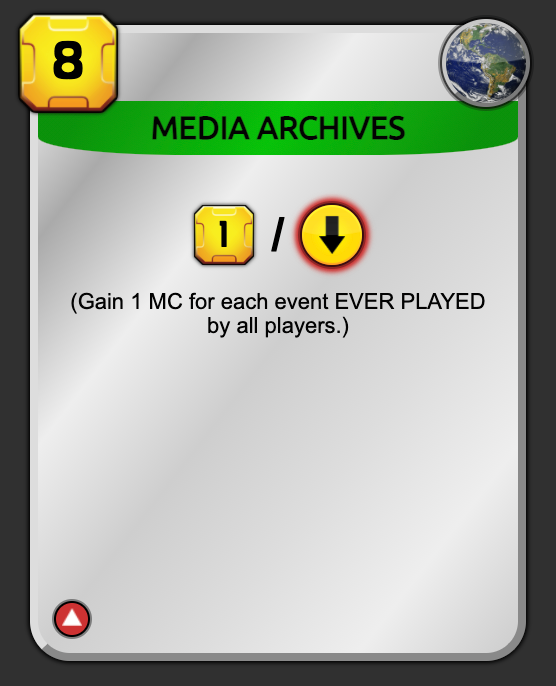 8
MEDIA ARCHIVES
1 /
(Gain 1 MC for each event EVER PLAYED
by all players.)